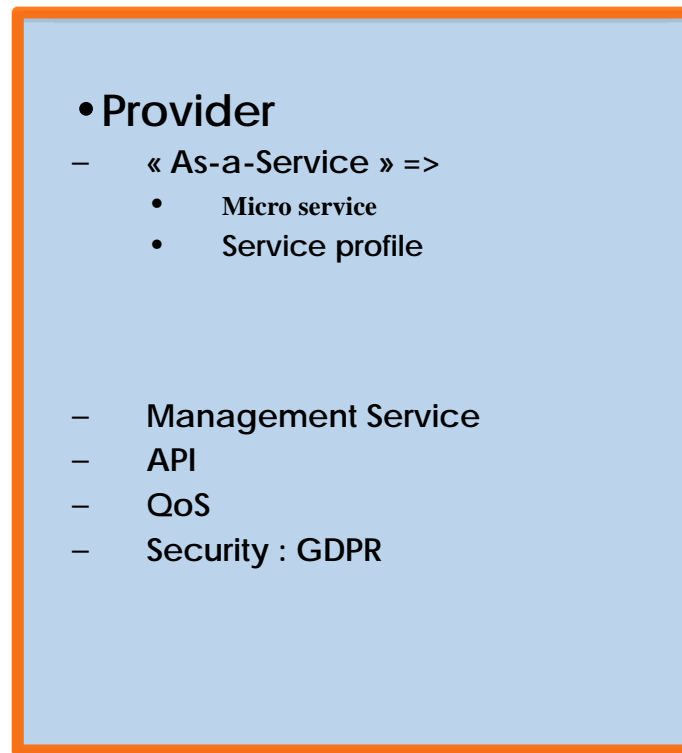 • Provider
– « As-a-Service » =>
• Micro service
• Service profile
– Management Service
– API
– QoS
– Security : GDPR